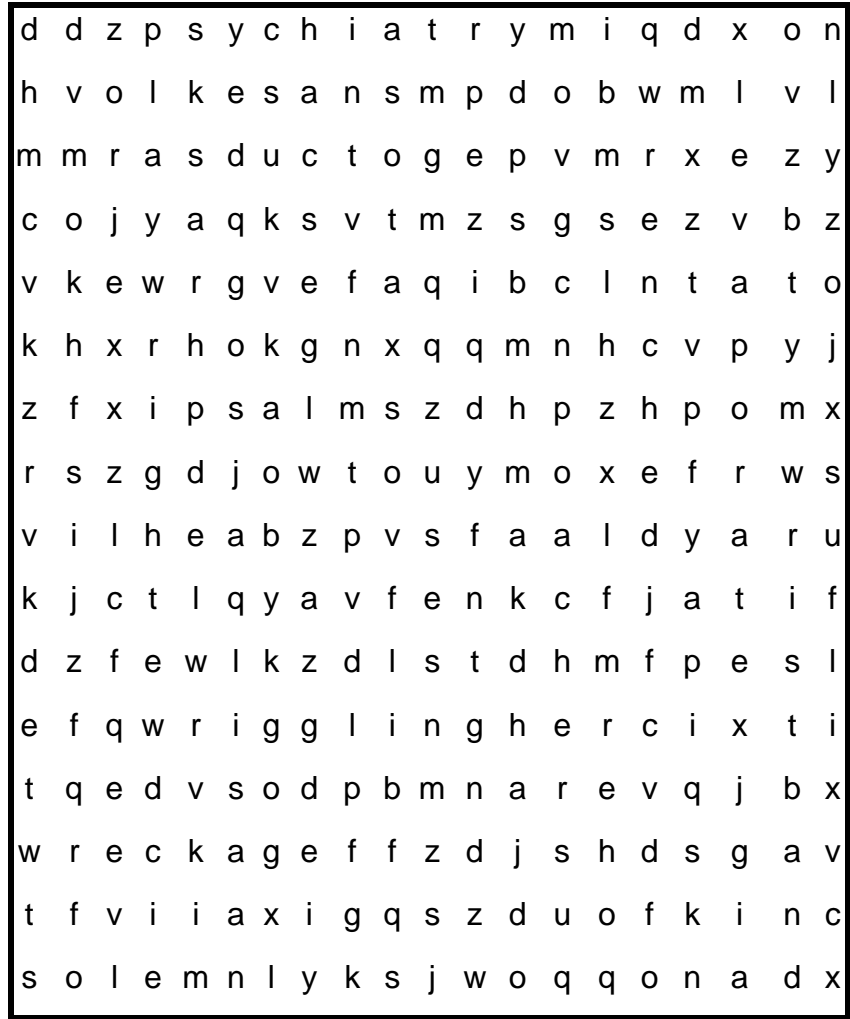 d d z p s y c h i a t r y m i q d x o n
h v o l k e s a n s m p d o b w m l v l
m m r a s d u c t o g e p v m r x e z y
c o j y a q k s v t m z s g s e z v b z
v k e w r g v e f a q i b c l n t a t o
k h x r h o k g n x q q m n h c v p y j
z f x i p s a l m s z d h p z h p o m x
r s z g d j o w t o u y m o x e f r w s
v i l h e a b z p v s f a a l d y a r u
k j c t l q y a v f e n k c f j a t i f
d z f e w l k z d l s t d h m f p e s l
e f q w r i g g l i n g h e r c i x t i
t q e d v s o d p b m n a r e v q j b x
w r e c k a g e f f z d j s h d s g a v
t f v i i a x i g q s z d u o f k i n c
s o l e m n l y k s j w o q q o n a d x